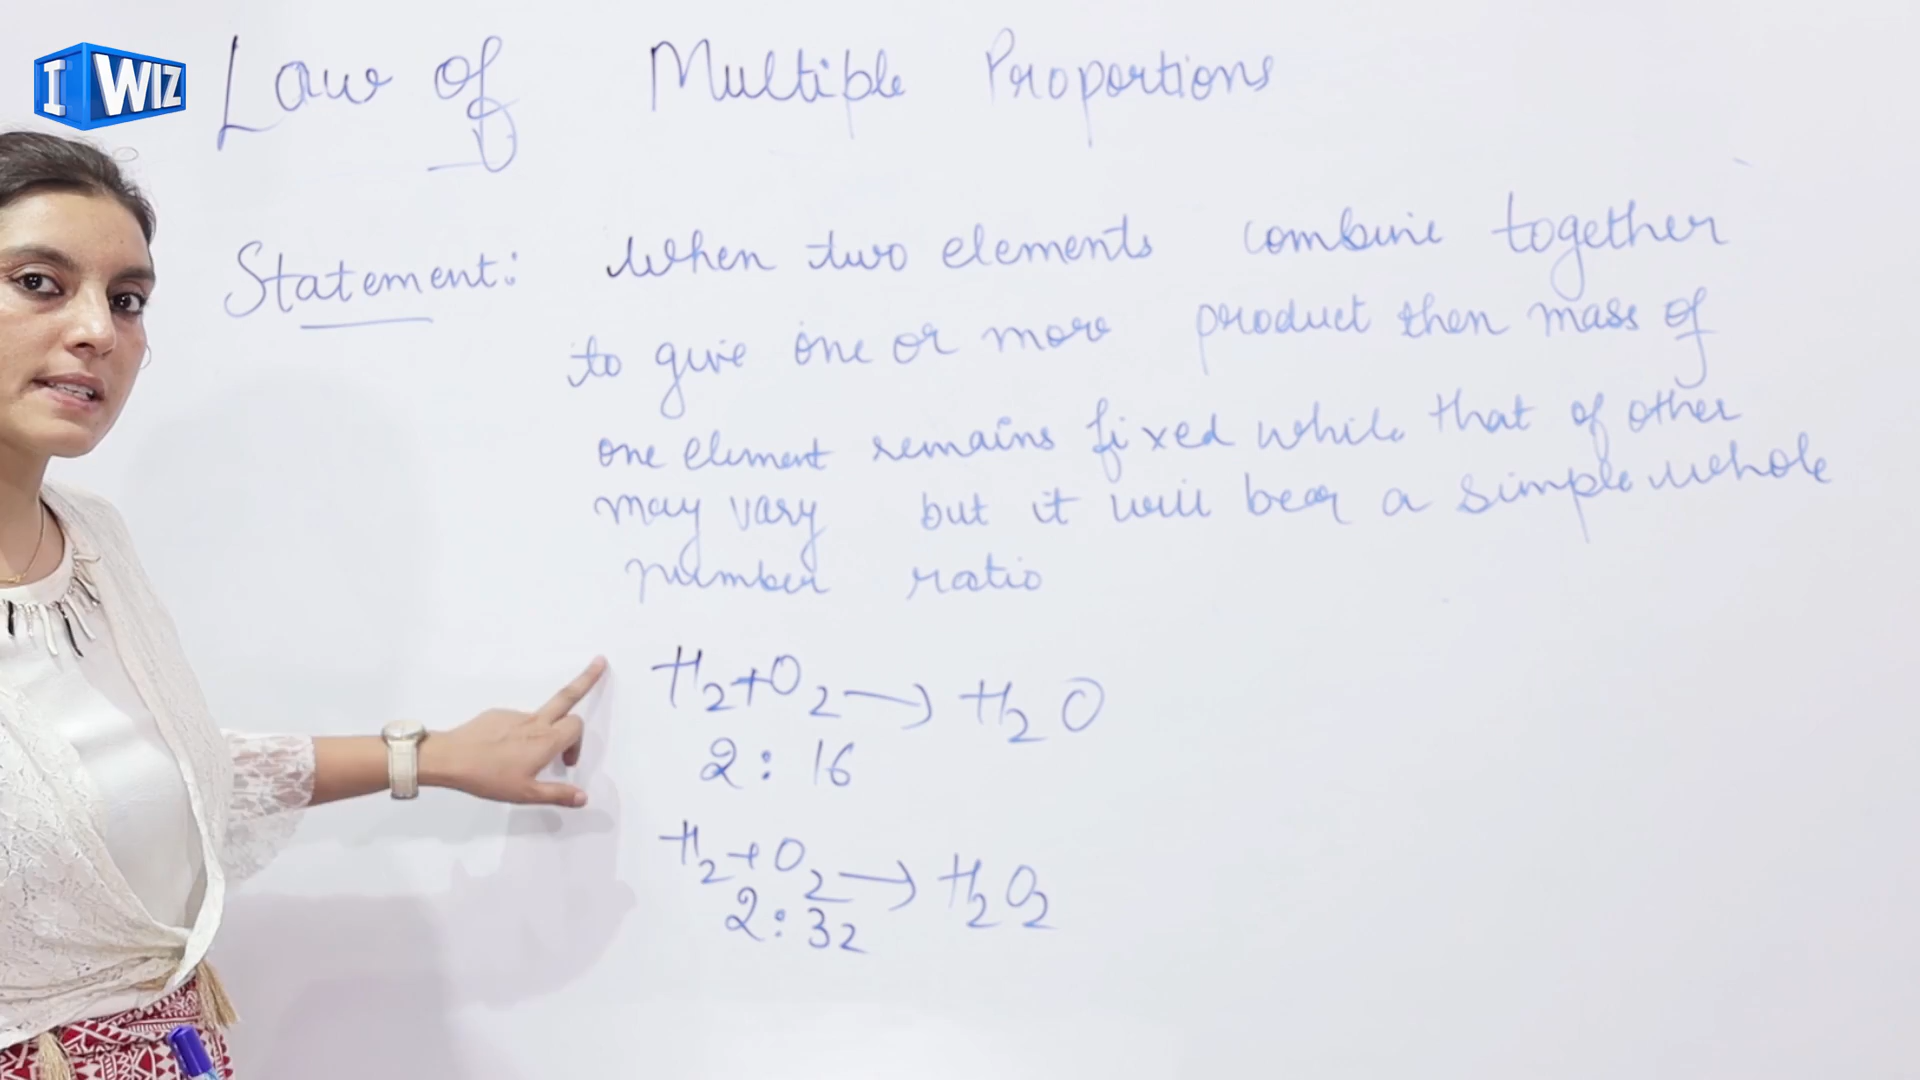 I WIZ
Law of Multiple Proportions
Statement: When two elements combine together
to give one or more product then mass of
one element remains fixed while that of other
may vary but it will bear a simple whole
number ratio
H₂+O₂ → H₂O
2 : 16
H₂+O₂ → H₂O₂
2 : 32